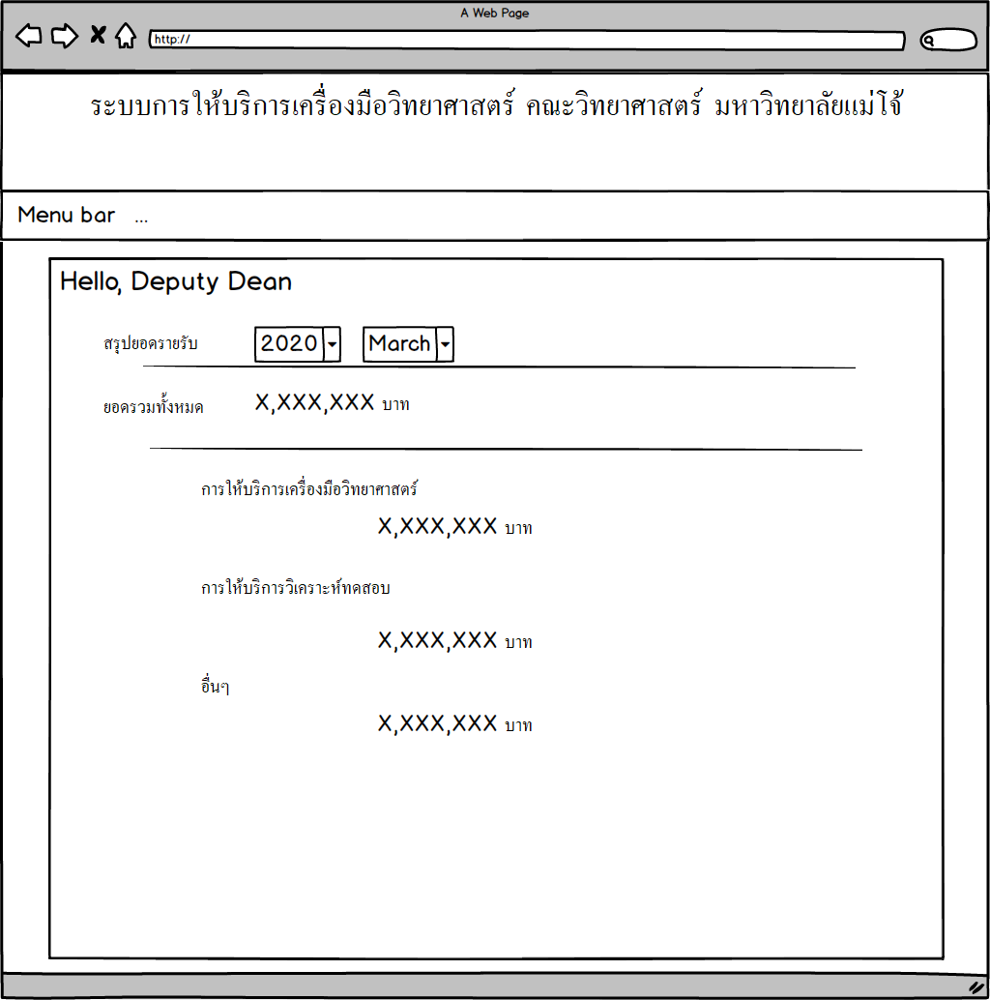 A Web Page
http://
ระบบการให้บริการเครื่องมือวิทยาศาสตร์ คณะวิทยาศาสตร์ มหาวิทยาลัยแม่โจ้
Menu bar ...
Hello, Deputy Dean
สรุปยอดรายรับ 2020 March
ยอดรวมทั้งหมด X,XXX,XXX บาท
การให้บริการเครื่องมือวิทยาศาสตร์
X,XXX,XXX บาท
การให้บริการวิเคราะห์ทดสอบ
X,XXX,XXX บาท
อื่นๆ
X,XXX,XXX บาท